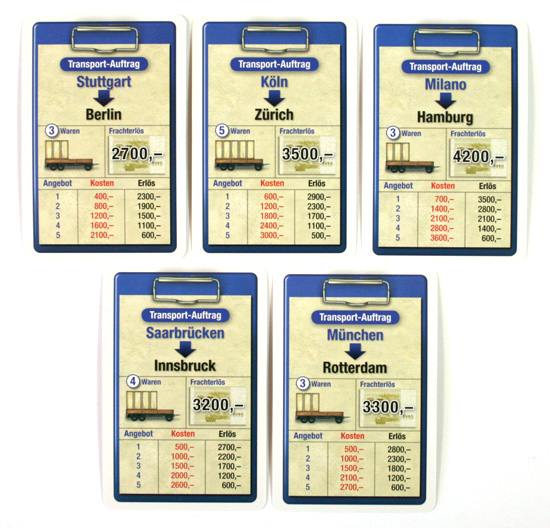 Transport-Auftrag
Stuttgart
Berlin
3 Waren Frachterlös
2700,–
Angebot Kosten Erlös
1 400,– 2300,–
2 800,– 1900,–
3 1200,– 1500,–
4 1600,– 1100,–
5 2100,– 600,–
Transport-Auftrag
Köln
Zürich
5 Waren Frachterlös
3500,–
Angebot Kosten Erlös
1 600,– 2900,–
2 1200,– 2300,–
3 1800,– 1700,–
4 2400,– 1100,–
5 3000,– 500,–
Transport-Auftrag
Milano
Hamburg
3 Waren Frachterlös
4200,–
Angebot Kosten Erlös
1 700,– 3500,–
2 1400,– 2800,–
3 2100,– 2100,–
4 2800,– 1400,–
5 3600,– 600,–
Transport-Auftrag
Saarbrücken
Innsbruck
4 Waren Frachterlös
3200,–
Angebot Kosten Erlös
1 500,– 2700,–
2 1000,– 2200,–
3 1500,– 1700,–
4 2000,– 1200,–
5 2600,– 600,–
Transport-Auftrag
München
Rotterdam
3 Waren Frachterlös
3300,–
Angebot Kosten Erlös
1 500,– 2800,–
2 1000,– 2300,–
3 1500,– 1800,–
4 2100,– 1200,–
5 2700,– 600,–